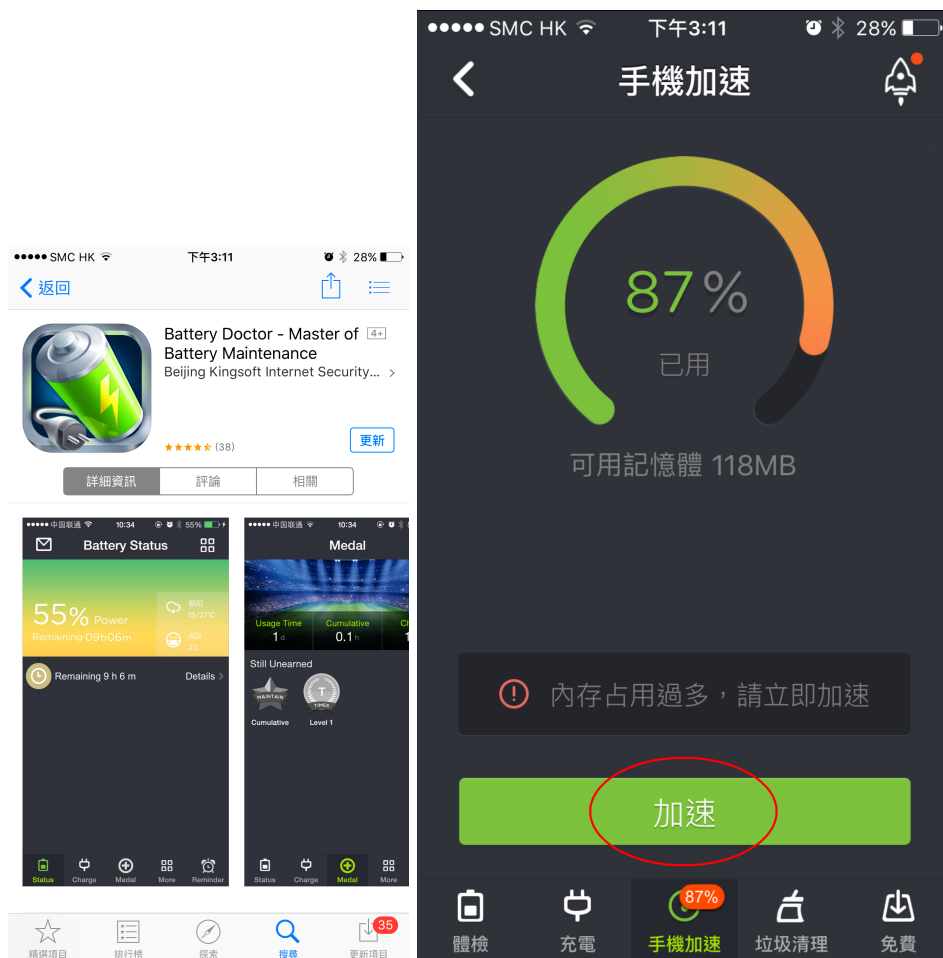 SMC HK 下午3:11 28%
返回
Battery Doctor - Master of 4+
Battery Maintenance
Beijing Kingsoft Internet Security...
(38)
更新
詳細資訊 評論 相關
中国联通 10:34 55%
Battery Status
55% Power
Remaining 09h06m
朝阳
15/21°C
AQI
23
Remaining 9 h 6 m Details
Status Charge Medal More Reminder
中国联通 10:34
Medal
Usage Time Cumulative
1 d 0.1 h
Still Unearned
MAINTAIN
T
TIMES
Cumulative Level 1
Status Charge Medal More
35
精選項目 排行榜 探索 搜尋 更新項目
SMC HK 下午3:11 28%
手機加速
87%
已用
可用記憶體 118MB
內存占用過多，請立即加速
加速
87%
體檢 充電 手機加速 垃圾清理 免費